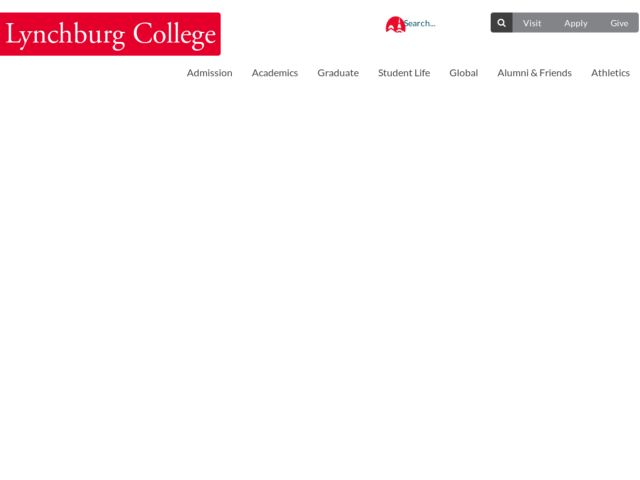 Lynchburg College
Search...
Visit
Apply
Give
Admission
Academics
Graduate
Student Life
Global
Alumni & Friends
Athletics